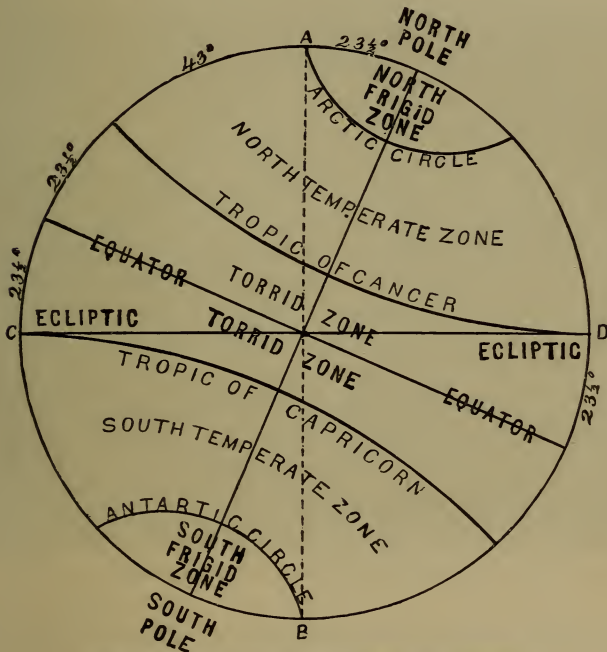 NORTH
POLE
A
23½°
43°
NORTH
FRIGID
ZONE
ARCTIC CIRCLE
NORTH TEMPERATE ZONE
23½°
TROPIC OF CANCER
EQUATOR
TORRID ZONE
23½°
C
ECLIPTIC
TORRID ZONE
ECLIPTIC
D
TROPIC OF CAPRICORN
EQUATOR
23½°
SOUTH TEMPERATE ZONE
ANTARTIC CIRCLE
SOUTH
FRIGID
ZONE
SOUTH
POLE
B